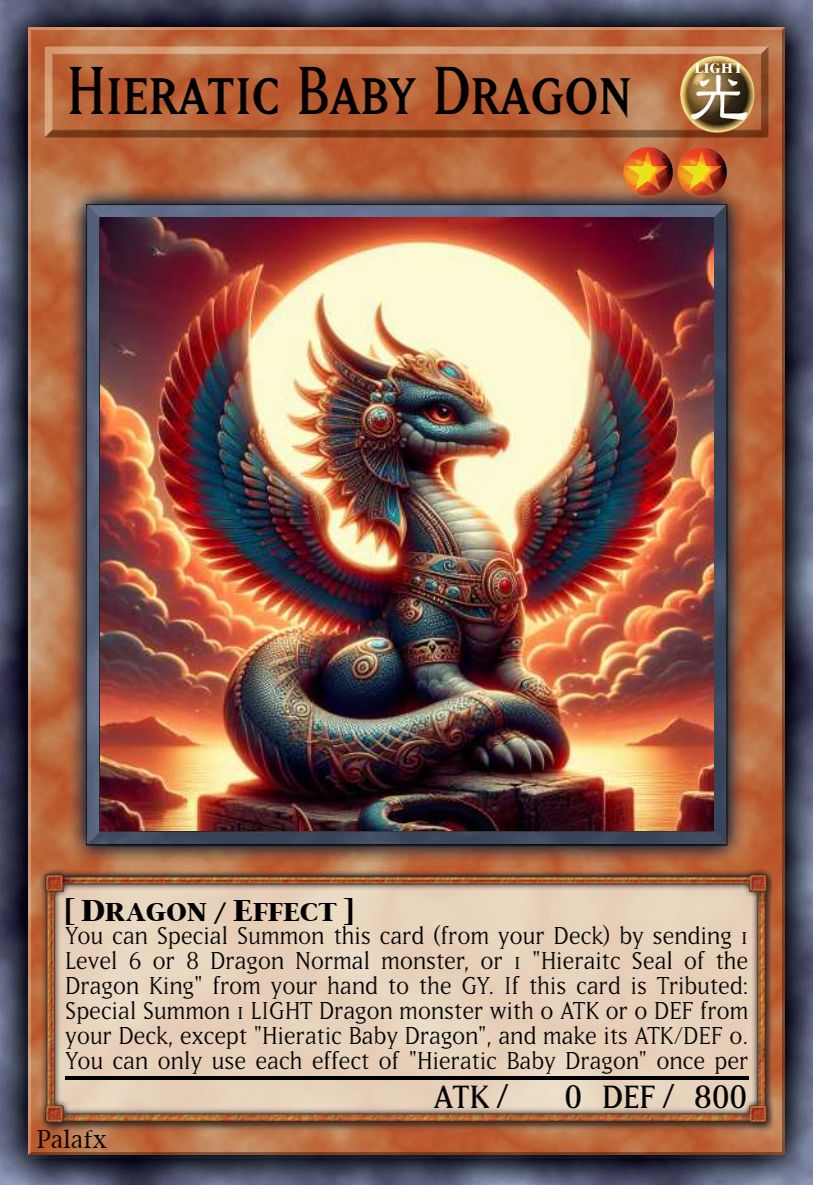 Hieratic Baby Dragon
LIGHT
光
[ Dragon / Effect ]
You can Special Summon this card (from your Deck) by sending 1
Level 6 or 8 Dragon Normal monster, or 1 "Hieraitc Seal of the
Dragon King" from your hand to the GY. If this card is Tributed:
Special Summon 1 LIGHT Dragon monster with 0 ATK or 0 DEF from
your Deck, except "Hieratic Baby Dragon", and make its ATK/DEF 0.
You can only use each effect of "Hieratic Baby Dragon" once per
ATK / 0 DEF / 800
Palafx